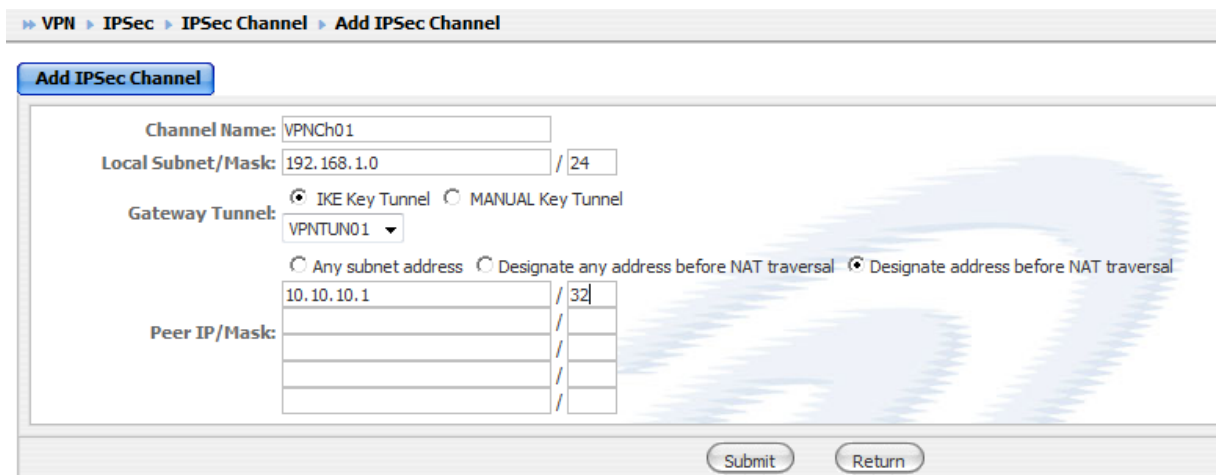 VPN IPSec IPSec Channel Add IPSec Channel
Add IPSec Channel
Channel Name: VPNCh01
Local Subnet/Mask: 192.168.1.0 / 24
Gateway Tunnel: IKE Key Tunnel MANUAL Key Tunnel
VPNTUN01
Any subnet address Designate any address before NAT traversal Designate address before NAT traversal
10.10.10.1 / 32
/
Peer IP/Mask: /
/
/
Submit Return